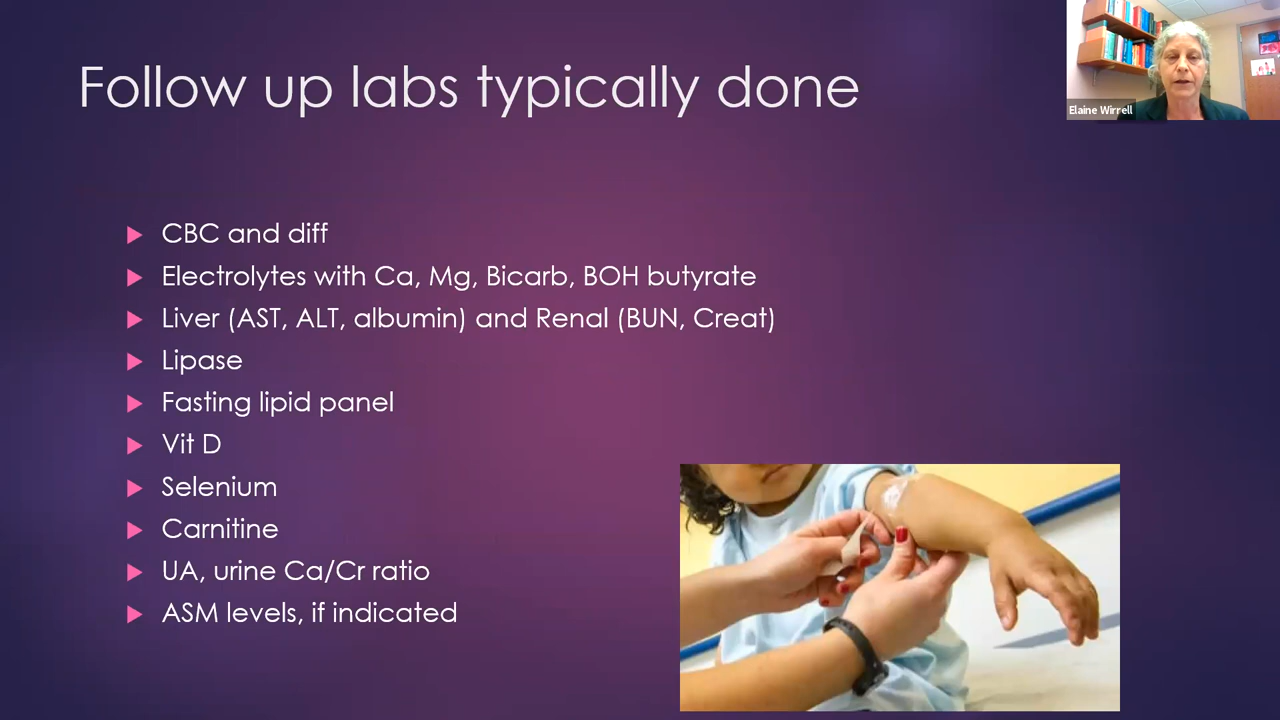 Follow up labs typically done
Elaine Wirrell
CBC and diff
Electrolytes with Ca, Mg, Bicarb, BOH butyrate
Liver (AST, ALT, albumin) and Renal (BUN, Creat)
Lipase
Fasting lipid panel
Vit D
Selenium
Carnitine
UA, urine Ca/Cr ratio
ASM levels, if indicated